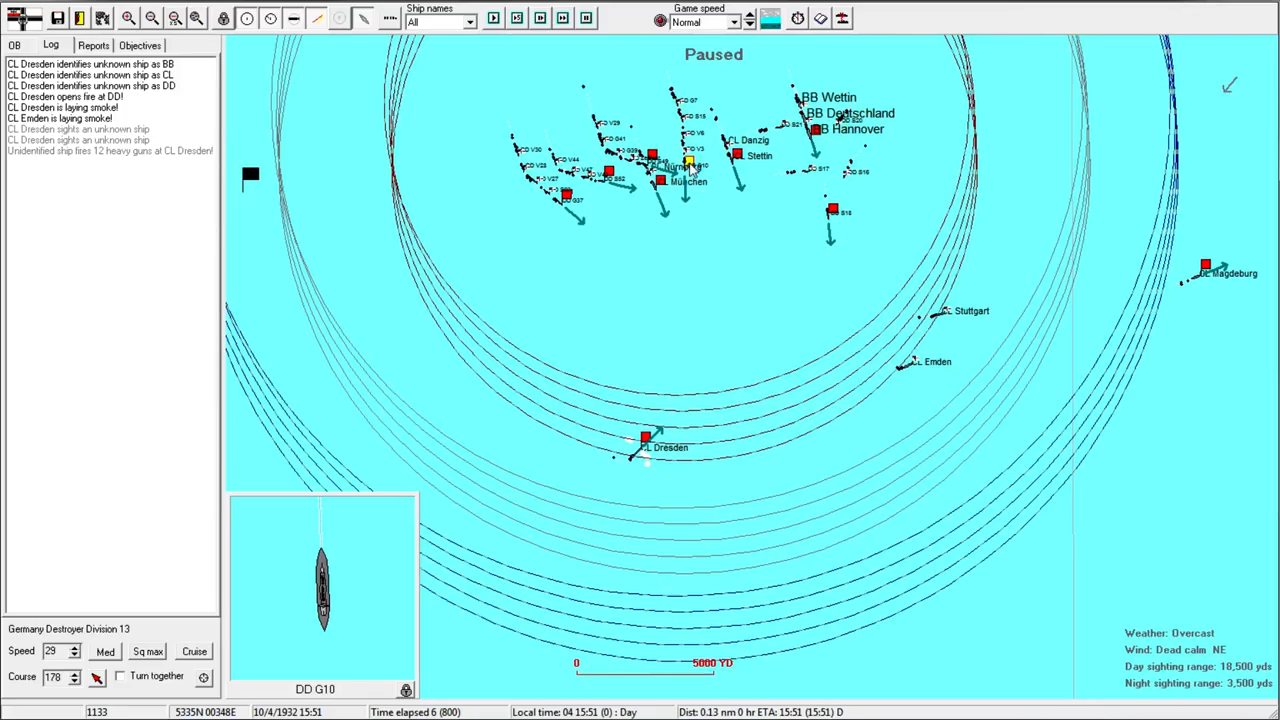 Ship names
All
Game speed
Normal
OB
Log
Reports
Objectives
CL Dresden identifies unknown ship as BB
CL Dresden identifies unknown ship as CL
CL Dresden identifies unknown ship as DD
CL Dresden opens fire at DD!
CL Dresden is laying smoke!
CL Emden is laying smoke!
CL Dresden sights an unknown ship
CL Dresden sights an unknown ship
Unidentified ship fires 12 heavy guns at CL Dresden!
Paused
BB Wettin
BB Deutschland
BB Hannover
CL Danzig
Stettin
München
CL Magdeburg
Stuttgart
Emden
CL Dresden
0
5000 YD
Weather: Overcast
Wind: Dead calm NE
Day sighting range: 18,500 yds
Night sighting range: 3,500 yds
Germany Destroyer Division 13
Speed 29 Med Sq max Cruise
Course 178 Turn together
DD G10
1133 5335N 00348E 10/4/1932 15:51 Time elapsed 6 (800) Local time: 04 15:51 (0) : Day Dist: 0.13 nm 0 hr ETA: 15:51 (15:51) D